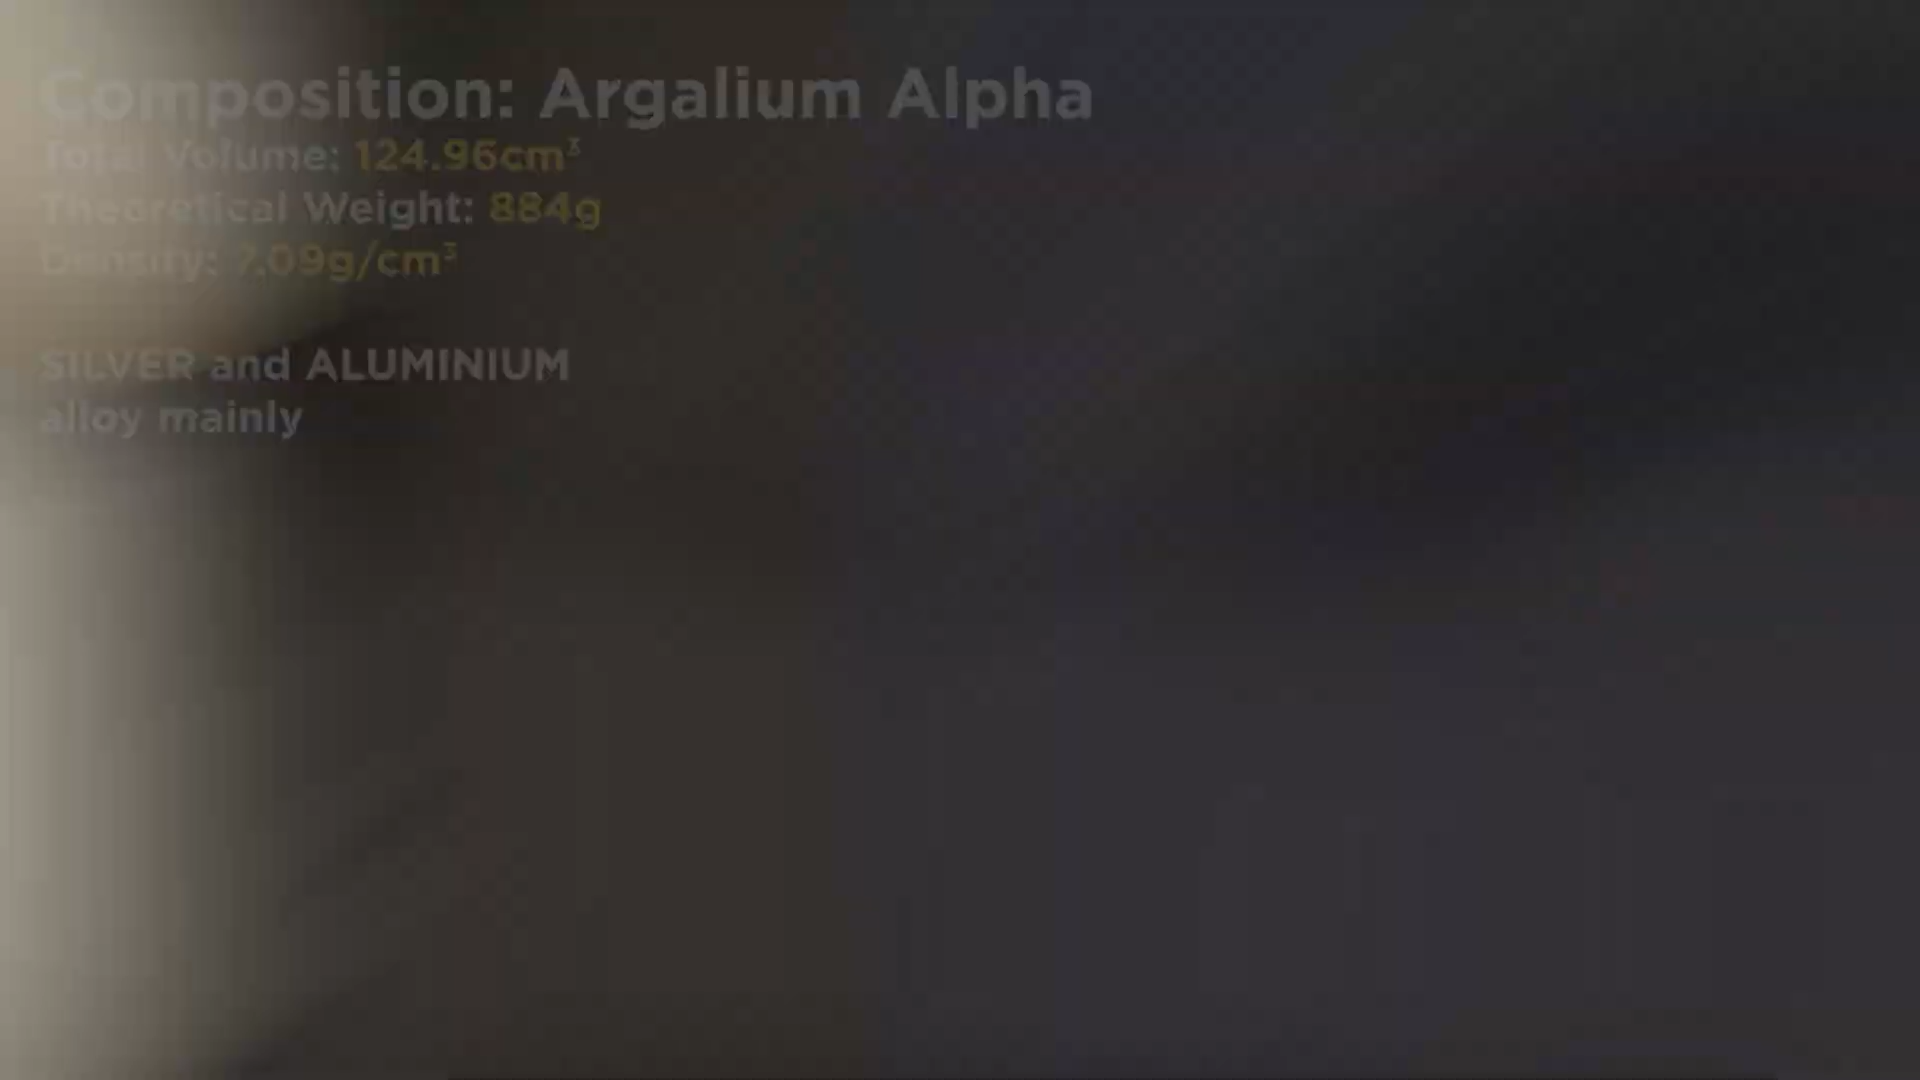 Composition: Argalium Alpha
Total Volume: 124.96cm³
Theoretical Weight: 884g
Density: 7.09g/cm³
SILVER and ALUMINIUM
alloy mainly